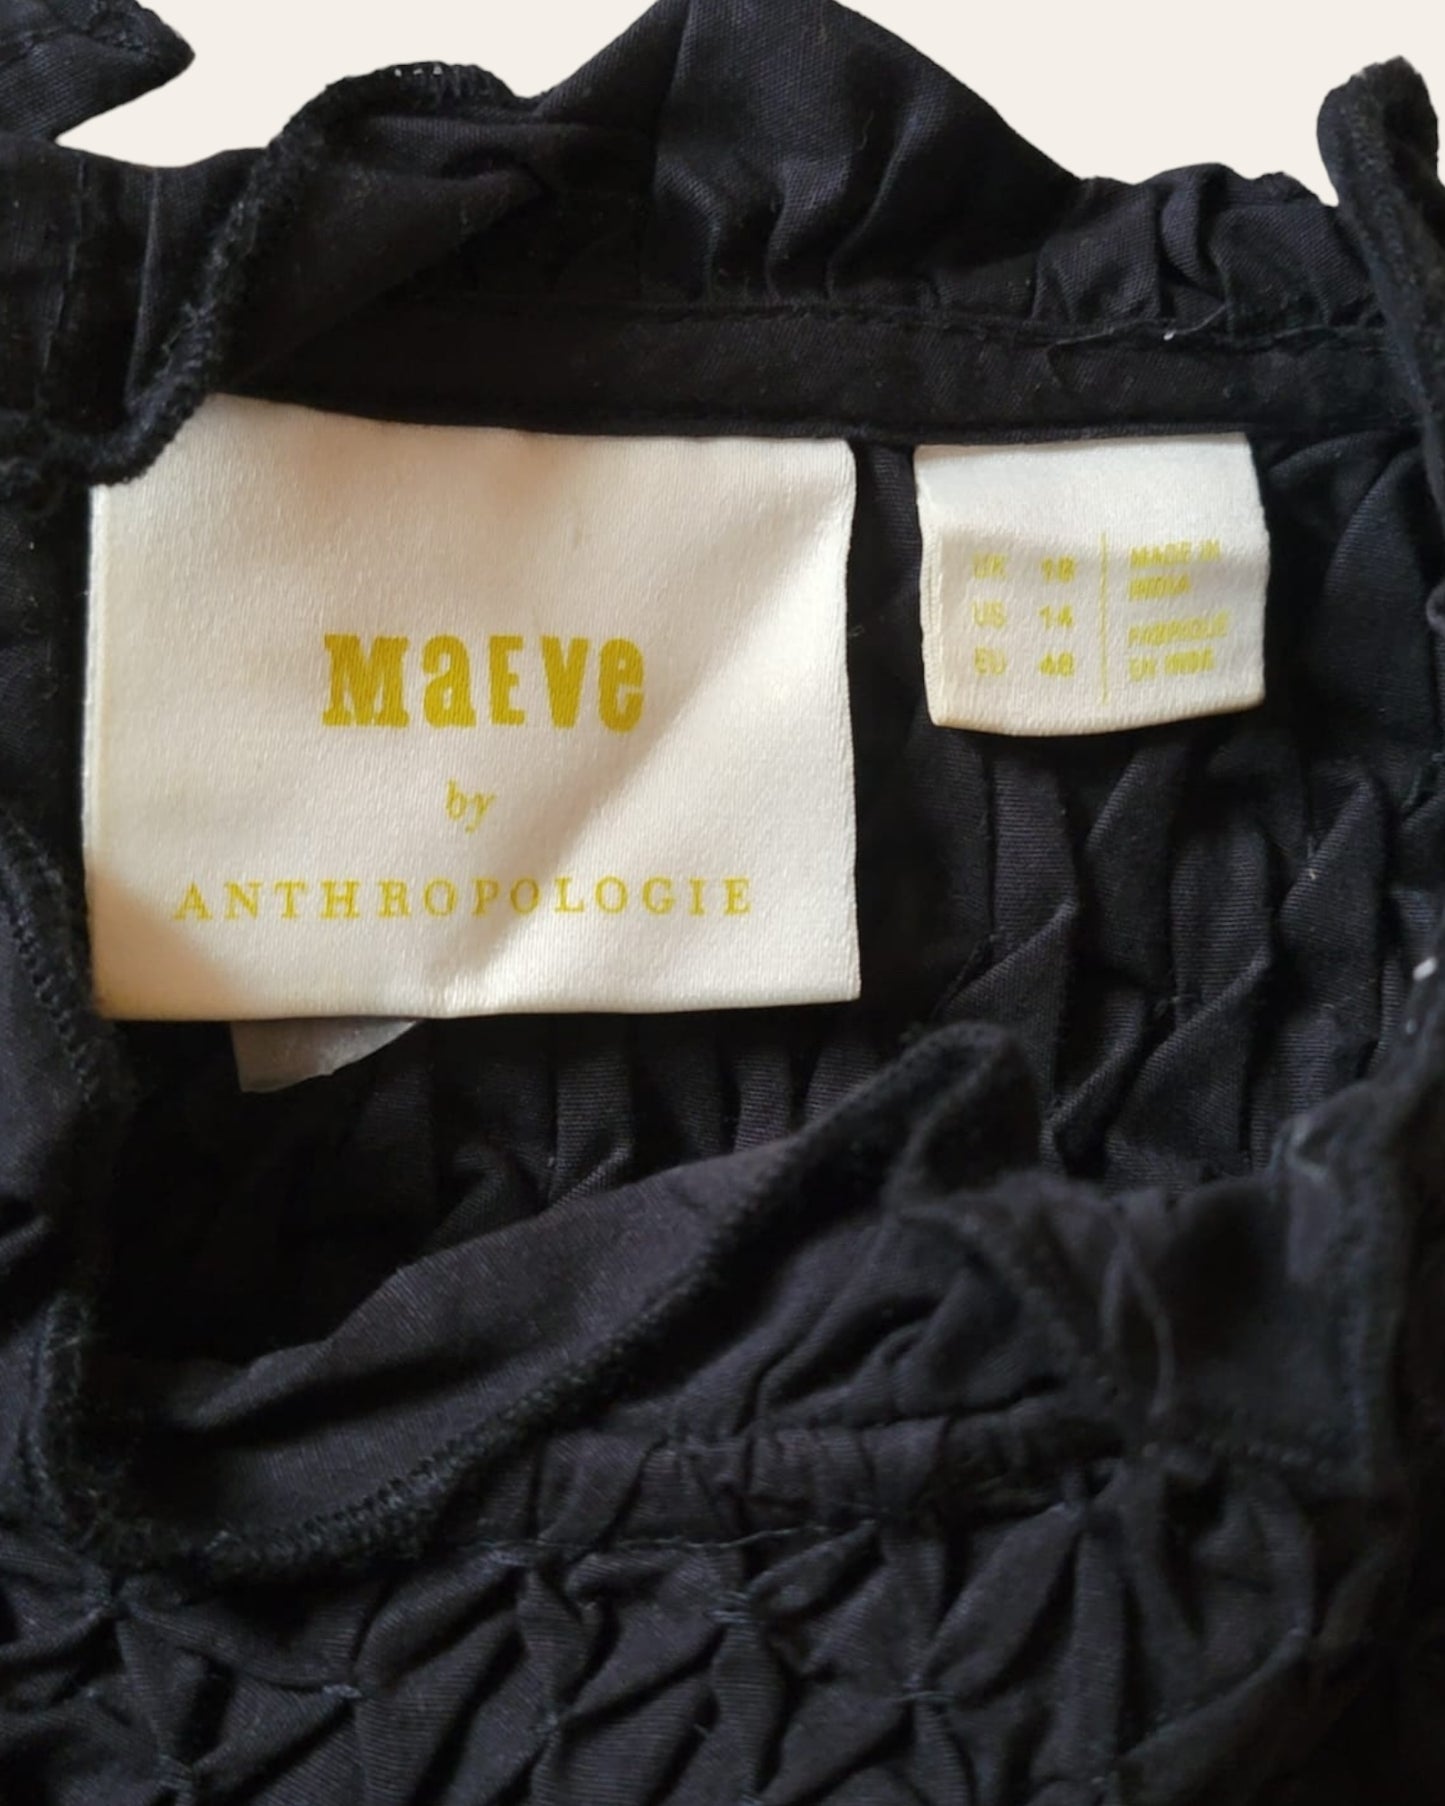 MaEve
by
ANTHROPOLOGIE
UK 18
US 14
EU 46
MADE IN
INDIA
FABRIQUÉ
EN INDE